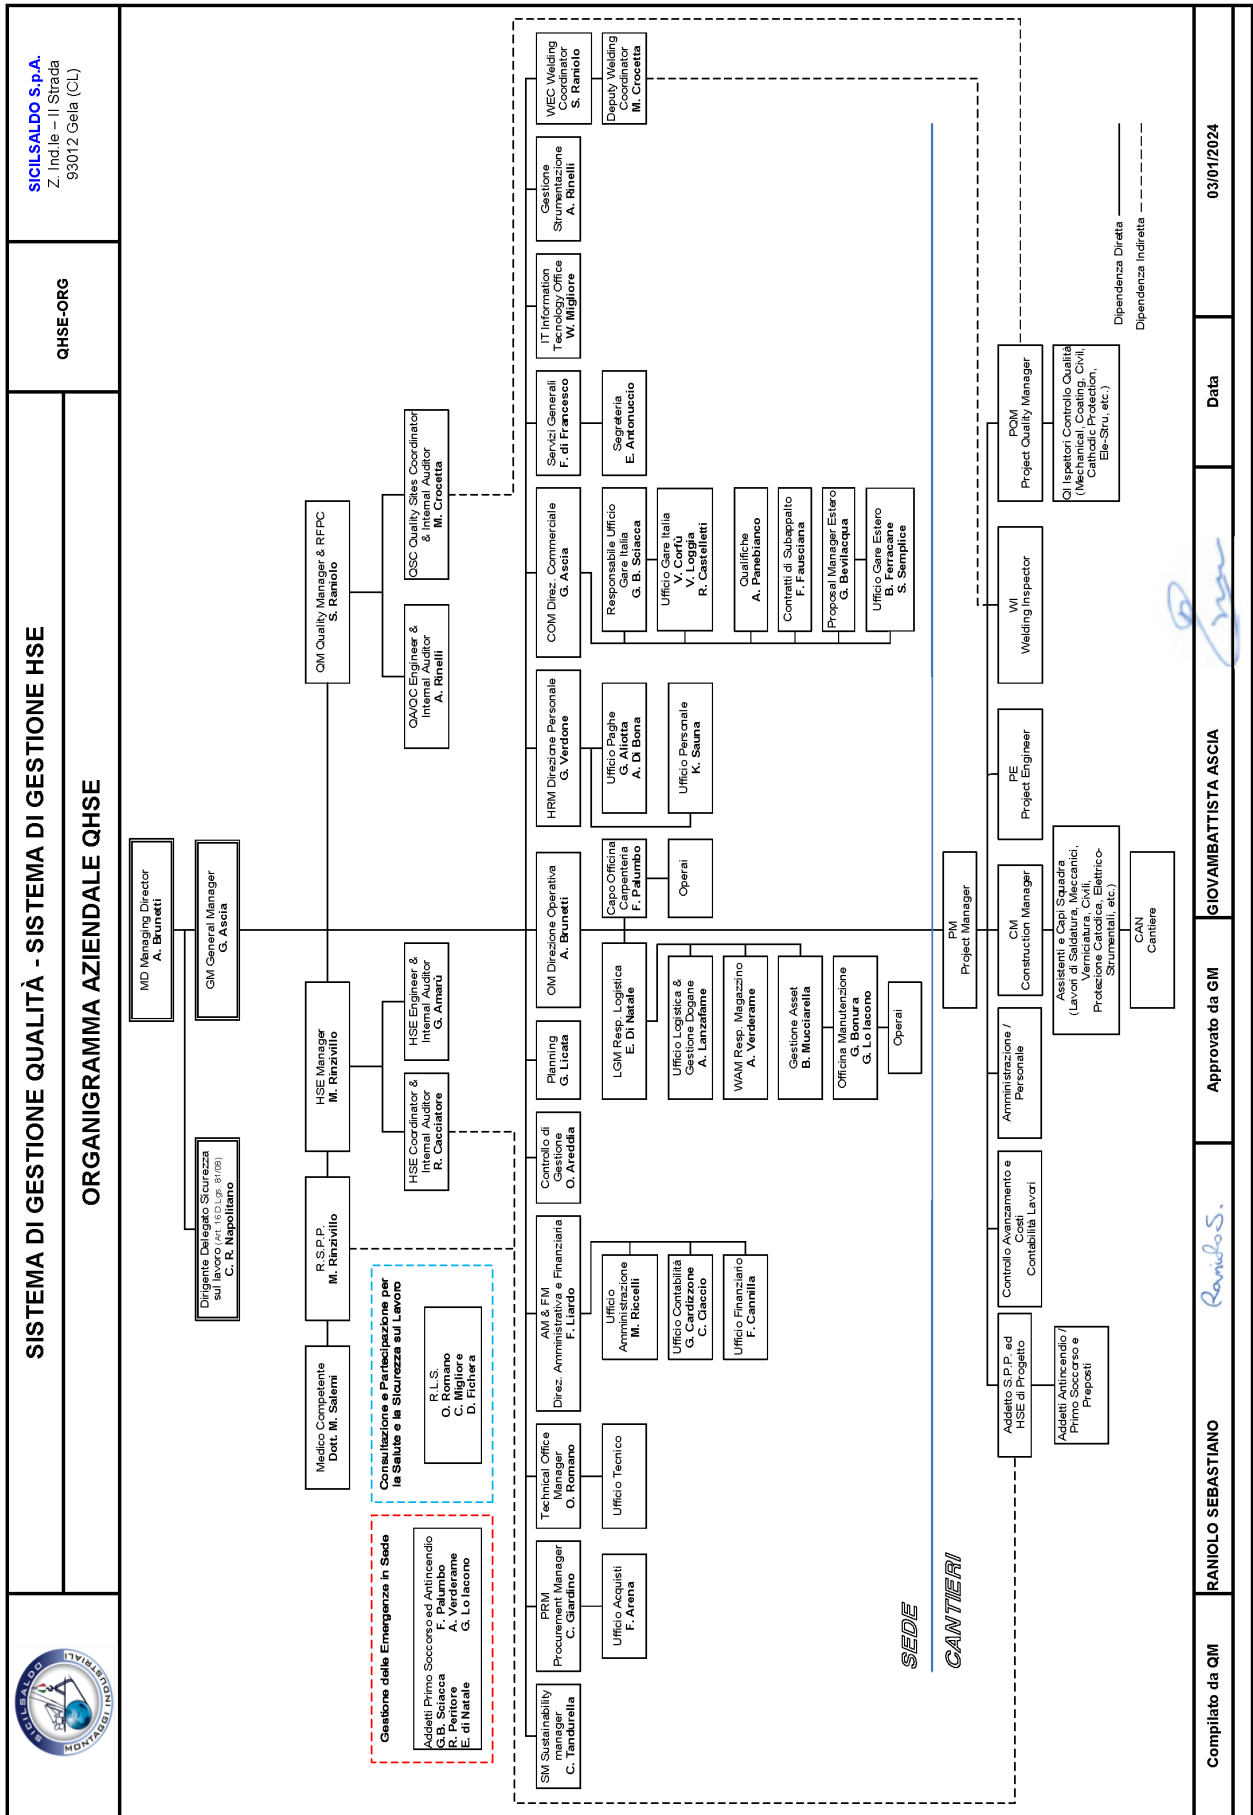 SICILSALDO
MONTAGGI INDUSTRIALI
SISTEMA DI GESTIONE QUALITÀ - SISTEMA DI GESTIONE HSE
ORGANIGRAMMA AZIENDALE QHSE
QHSE-ORG
SICILSALDO S.p.A.
Z. Ind.le – II Strada
93012 Gela (CL)
MD Managing Director
A. Brunetti
Dirigente Delegato Sicurezza
sul lavoro (Art. 16 D.Lgs. 81/08)
C. R. Napolitano
GM General Manager
G. Ascia
Medico Competente
Dott. M. Salemi
R.S.P.P.
M. Rinzivillo
HSE Manager
M. Rinzivillo
QM Quality Manager & RFPC
S. Raniolo
HSE Coordinator &
Internal Auditor
R. Cacciatore
HSE Engineer &
Internal Auditor
G. Amarù
QA/QC Engineer &
Internal Auditor
A. Rinelli
QSC Quality Sites Coordinator
& Internal Auditor
M. Crocetta
Gestione delle Emergenze in Sede
Addetti Primo Soccorso ed Antincendio
G.B. Sciacca F. Palumbo
R. Peritore A. Verderame
E. di Natale G. Lo Iacono
Consultazione e Partecipazione per
la Salute e la Sicurezza sul Lavoro
R.L.S.
O. Romano
C. Migliore
D. Fichera
SM Sustainability
manager
C. Tandurella
PRM
Procurement Manager
C. Giardino
Ufficio Acquisti
F. Arena
Technical Office
Manager
O. Romano
Ufficio Tecnico
AM & FM
Direz. Amministrativa e Finanziaria
F. Liardo
Ufficio
Amministrazione
M. Riccelli
Ufficio Contabilità
G. Cardizzone
C. Ciaccio
Ufficio Finanziario
F. Cannilla
Controllo di
Gestione
O. Areddia
Planning
G. Licata
OM Direzione Operativa
A. Brunetti
LGM Resp. Logistica
E. Di Natale
Capo Officina
Carpenteria
F. Palumbo
Operai
Ufficio Logistica &
Gestione Dogane
A. Lanzafame
WAM Resp. Magazzino
A. Verderame
Gestione Asset
B. Mucciarella
Officina Manutenzione
G. Bonura
G. Lo Iacono
Operai
HRM Direzione Personale
G. Verdone
Ufficio Paghe
G. Aliotta
A. Di Bona
Ufficio Personale
K. Sauna
COM Direz. Commerciale
G. Ascia
Responsabile Ufficio
Gare Italia
G. B. Sciacca
Ufficio Gare Italia
V. Corfù
V. Loggia
R. Castelletti
Qualifiche
A. Panebianco
Contratti di Subappalto
F. Fausciana
Proposal Manager Estero
G. Bevilacqua
Ufficio Gare Estero
B. Ferracane
S. Semplice
Servizi Generali
F. di Francesco
Segreteria
E. Antonuccio
IT Information
Tecnology Office
W. Migliore
Gestione
Strumentazione
A. Rinelli
WEC Welding
Coordinator
S. Raniolo
Deputy Welding
Coordinator
M. Crocetta
SEDE
CANTIERI
PM
Project Manager
Addetto S.P.P. ed
HSE di Progetto
Addetti Antincendio /
Primo Soccorso e
Preposti
Controllo Avanzamento e
Costi
Contabilità Lavori
Amministrazione /
Personale
CM
Construction Manager
Assistenti e Capi Squadra
(Lavori di Saldatura, Meccanici,
Verniciatura, Civili,
Protezione Catodica, Elettrico-
Strumentali, etc.)
CAN
Cantiere
PE
Project Engineer
WI
Welding Inspector
PQM
Project Quality Manager
QI Ispettori Controllo Qualità
(Mechanical, Coating, Civil,
Cathodic Protection,
Ele-Stru, etc.)
Dipendenza Diretta
Dipendenza Indiretta
Compilato da QM
RANIOLO SEBASTIANO
Raniolo S.
Approvato da GM
GIOVAMBATTISTA ASCIA
Data
03/01/2024